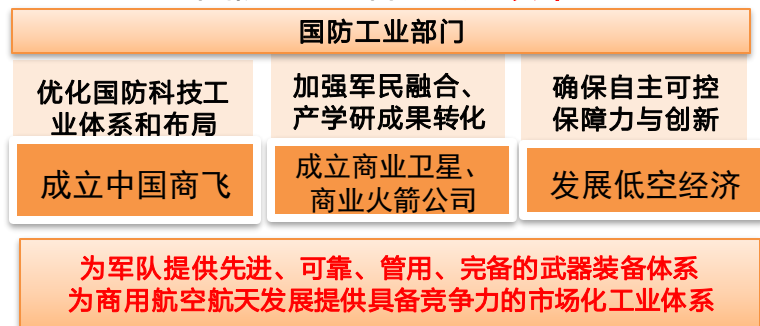 国防工业部门
优化国防科技工
业体系和布局
加强军民融合、
产学研成果转化
确保自主可控
保障力与创新
成立中国商飞
成立商业卫星、
商业火箭公司
发展低空经济
为军队提供先进、可靠、管用、完备的武器装备体系
为商用航空航天发展提供具备竞争力的市场化工业体系